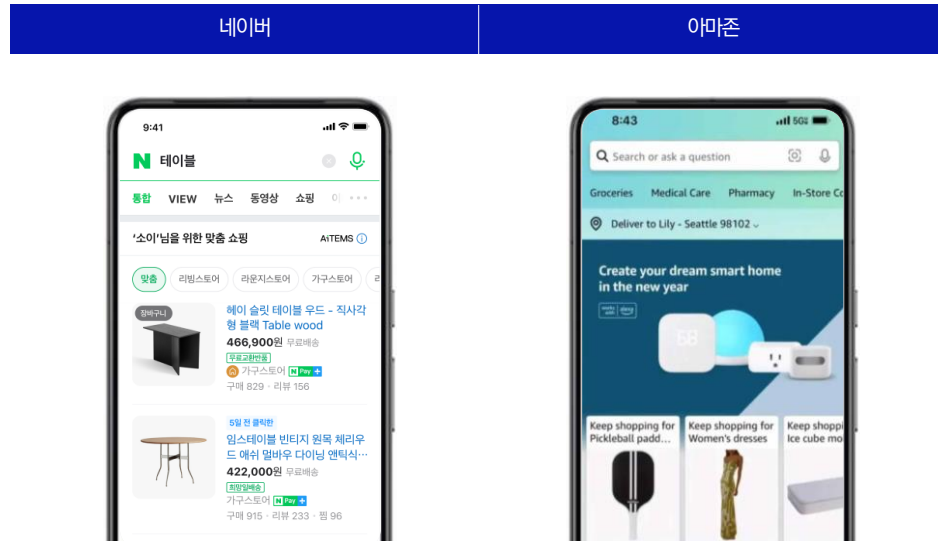 네이버
아마존
9:41
N 테이블
통합 VIEW 뉴스 동영상 쇼핑
'소이'님을 위한 맞춤 쇼핑 AiTEMS
맞춤 리빙스토어 라운지스토어 가구스토어
장바구니
헤이 슬릿 테이블 우드 - 직사각
형 블랙 Table wood
466,900원 무료배송
무료교환반품
가구스토어 N Pay +
구매 829 · 리뷰 156
5일 전 클릭한
임스테이블 빈티지 원목 체리우
드 애쉬 멀바우 다이닝 앤틱식…
422,000원 무료배송
희망일배송
가구스토어 N Pay +
구매 915 · 리뷰 233 · 찜 96
8:43 5G
Search or ask a question
Groceries Medical Care Pharmacy In-Store Co
Deliver to Lily - Seattle 98102
Create your dream smart home
in the new year
68
Keep shopping for
Pickleball padd...
Keep shopping for
Women's dresses
Keep shoppi
Ice cube mo